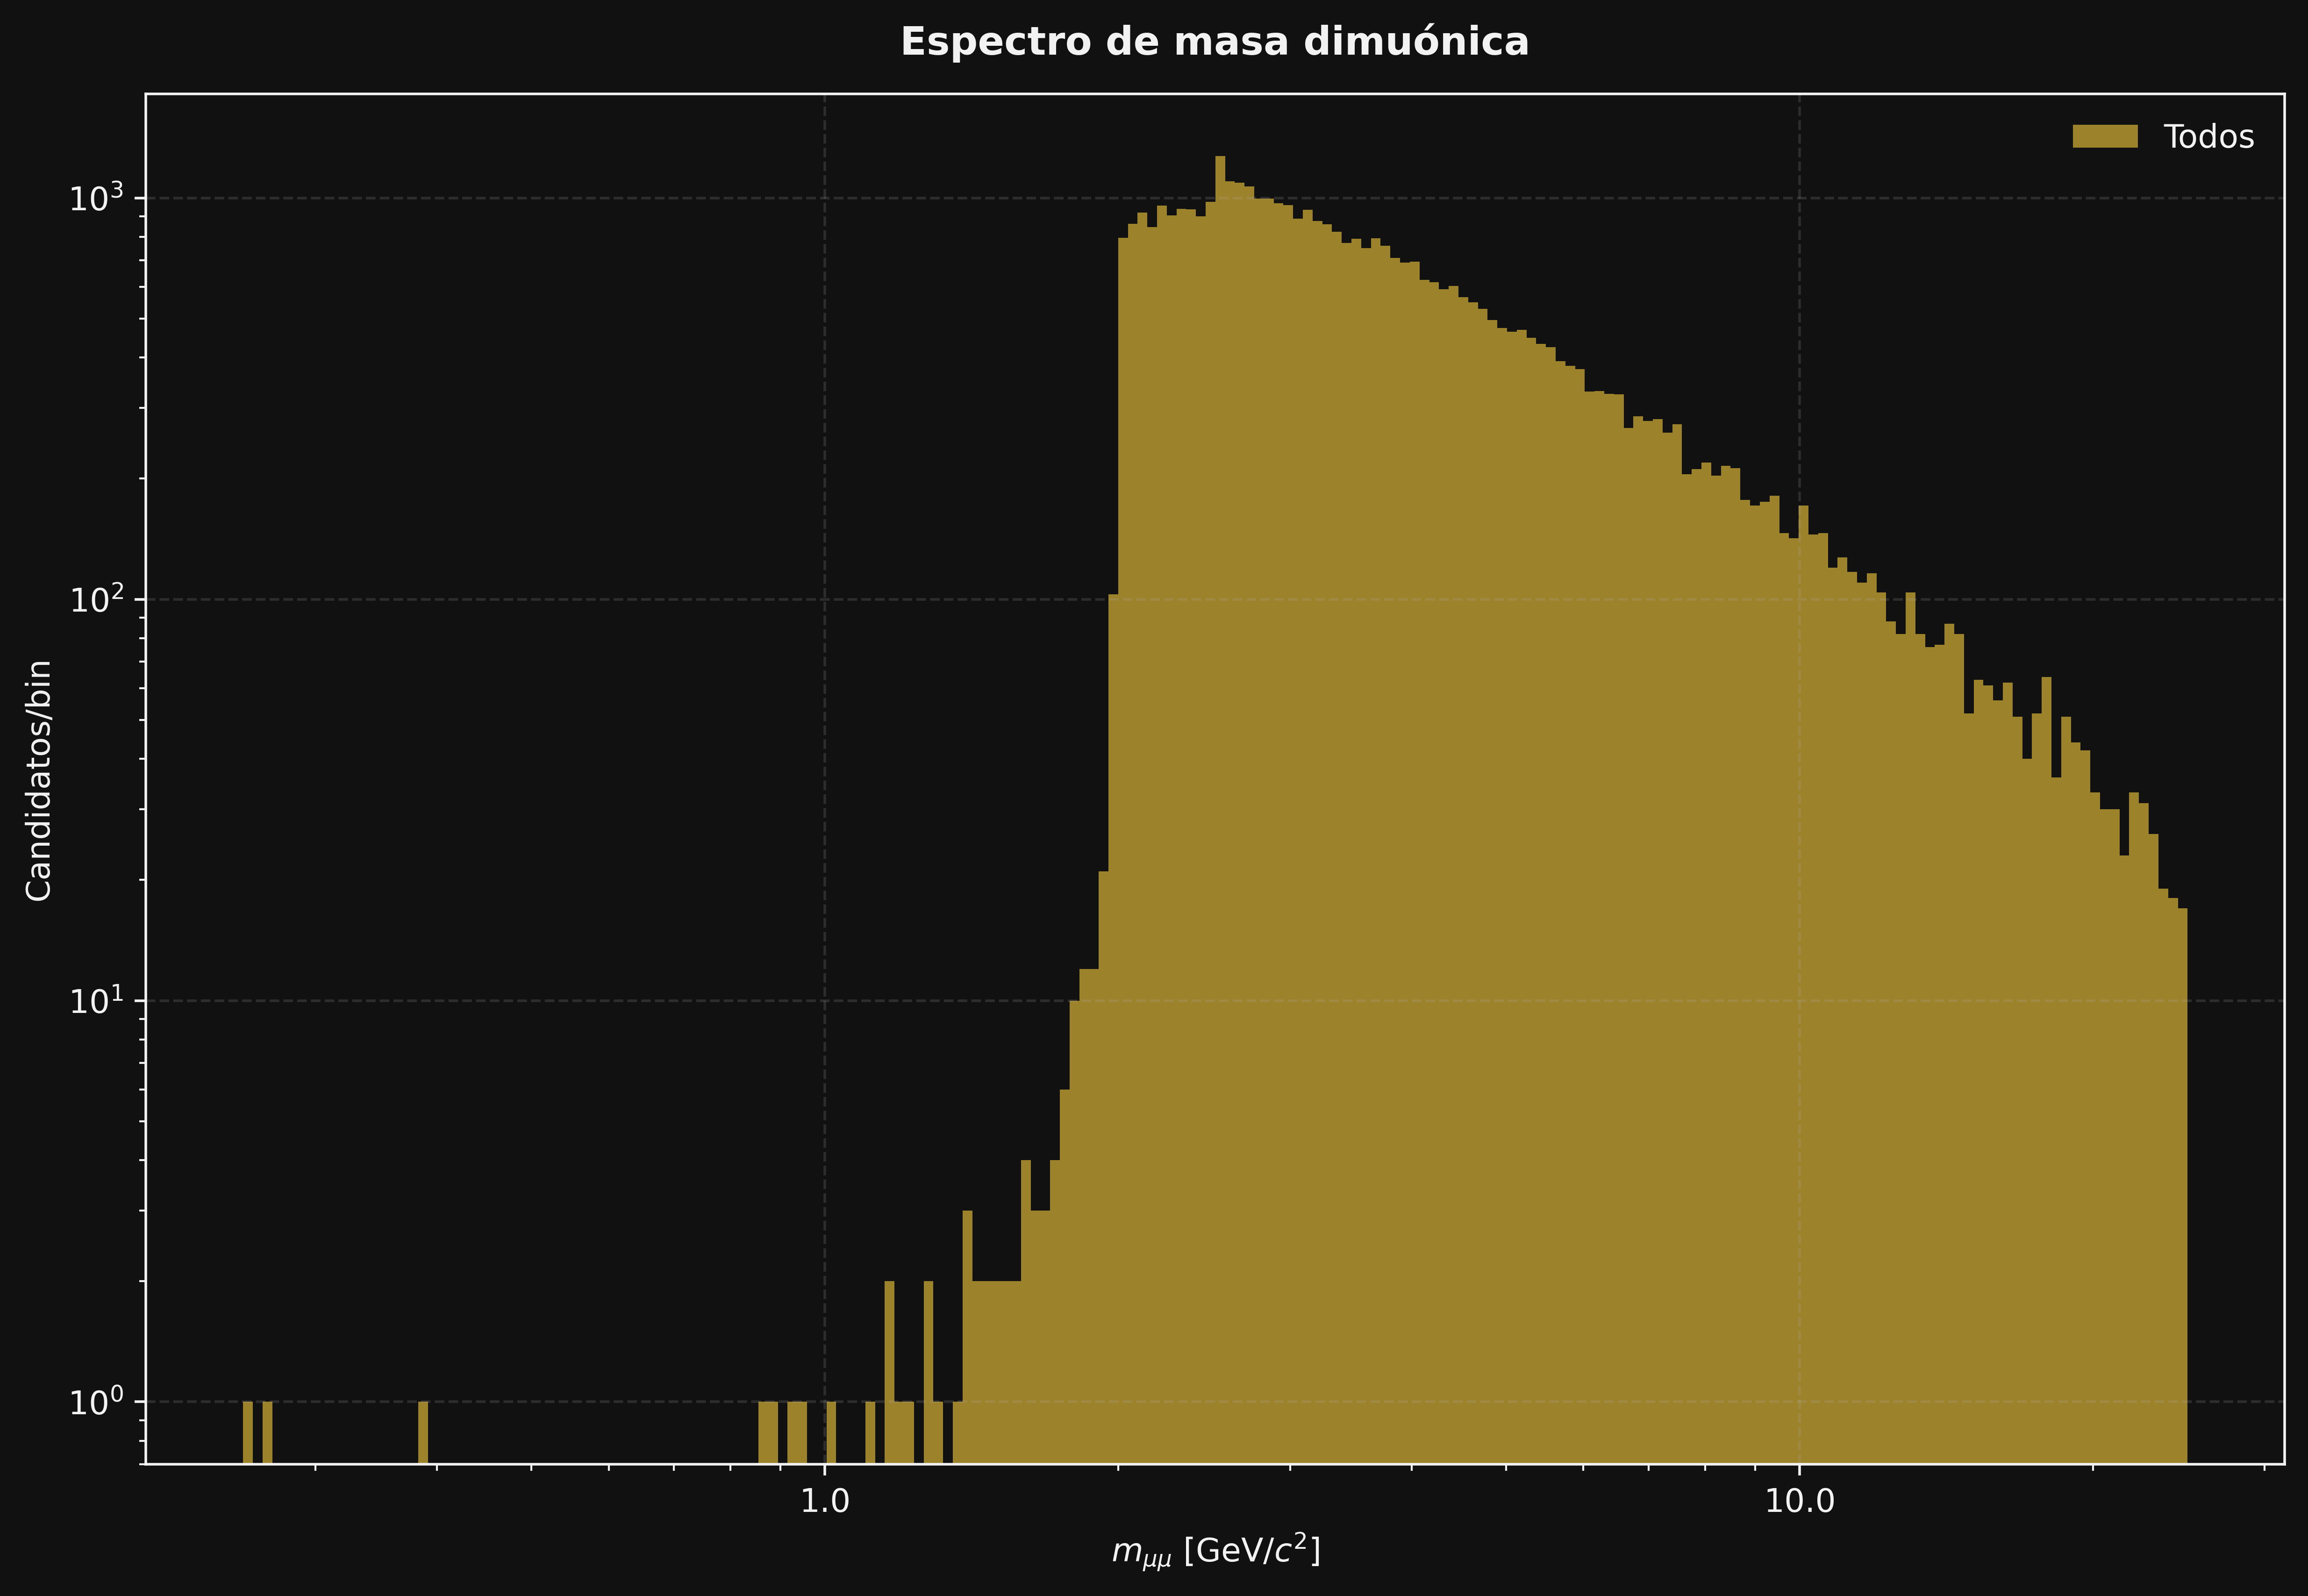 Espectro de masa dimuónica
Todos
Candidatos/bin
10³
10²
10¹
10⁰
1.0
10.0
m_μμ [GeV/c²]